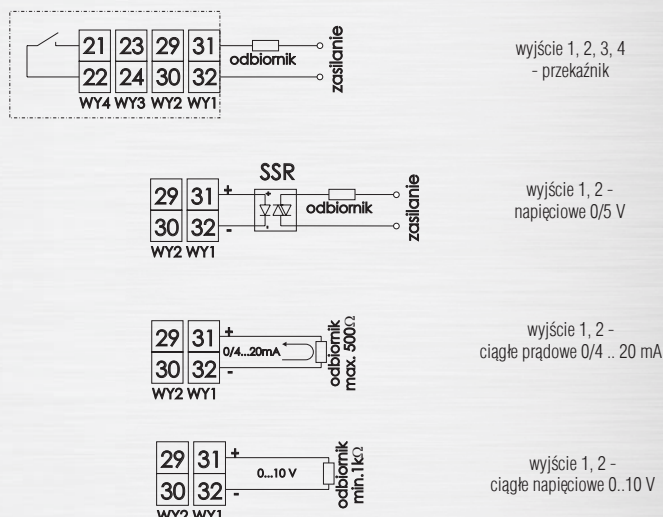 21 23 29 31
22 24 30 32
WY4 WY3 WY2 WY1
odbiornik
zasilanie
wyjście 1, 2, 3, 4
- przekaźnik
SSR
29 31 +
30 32 -
WY2 WY1
+
-
odbiornik
zasilanie
wyjście 1, 2 -
napięciowe 0/5 V
29 31 +
30 32 -
WY2 WY1
0/4...20mA
odbiornik
max. 500Ω
wyjście 1, 2 -
ciągłe prądowe 0/4 .. 20 mA
29 31 +
30 32 -
WY2 WY1
0...10 V
odbiornik
min.1kΩ
wyjście 1, 2 -
ciągłe napięciowe 0..10 V